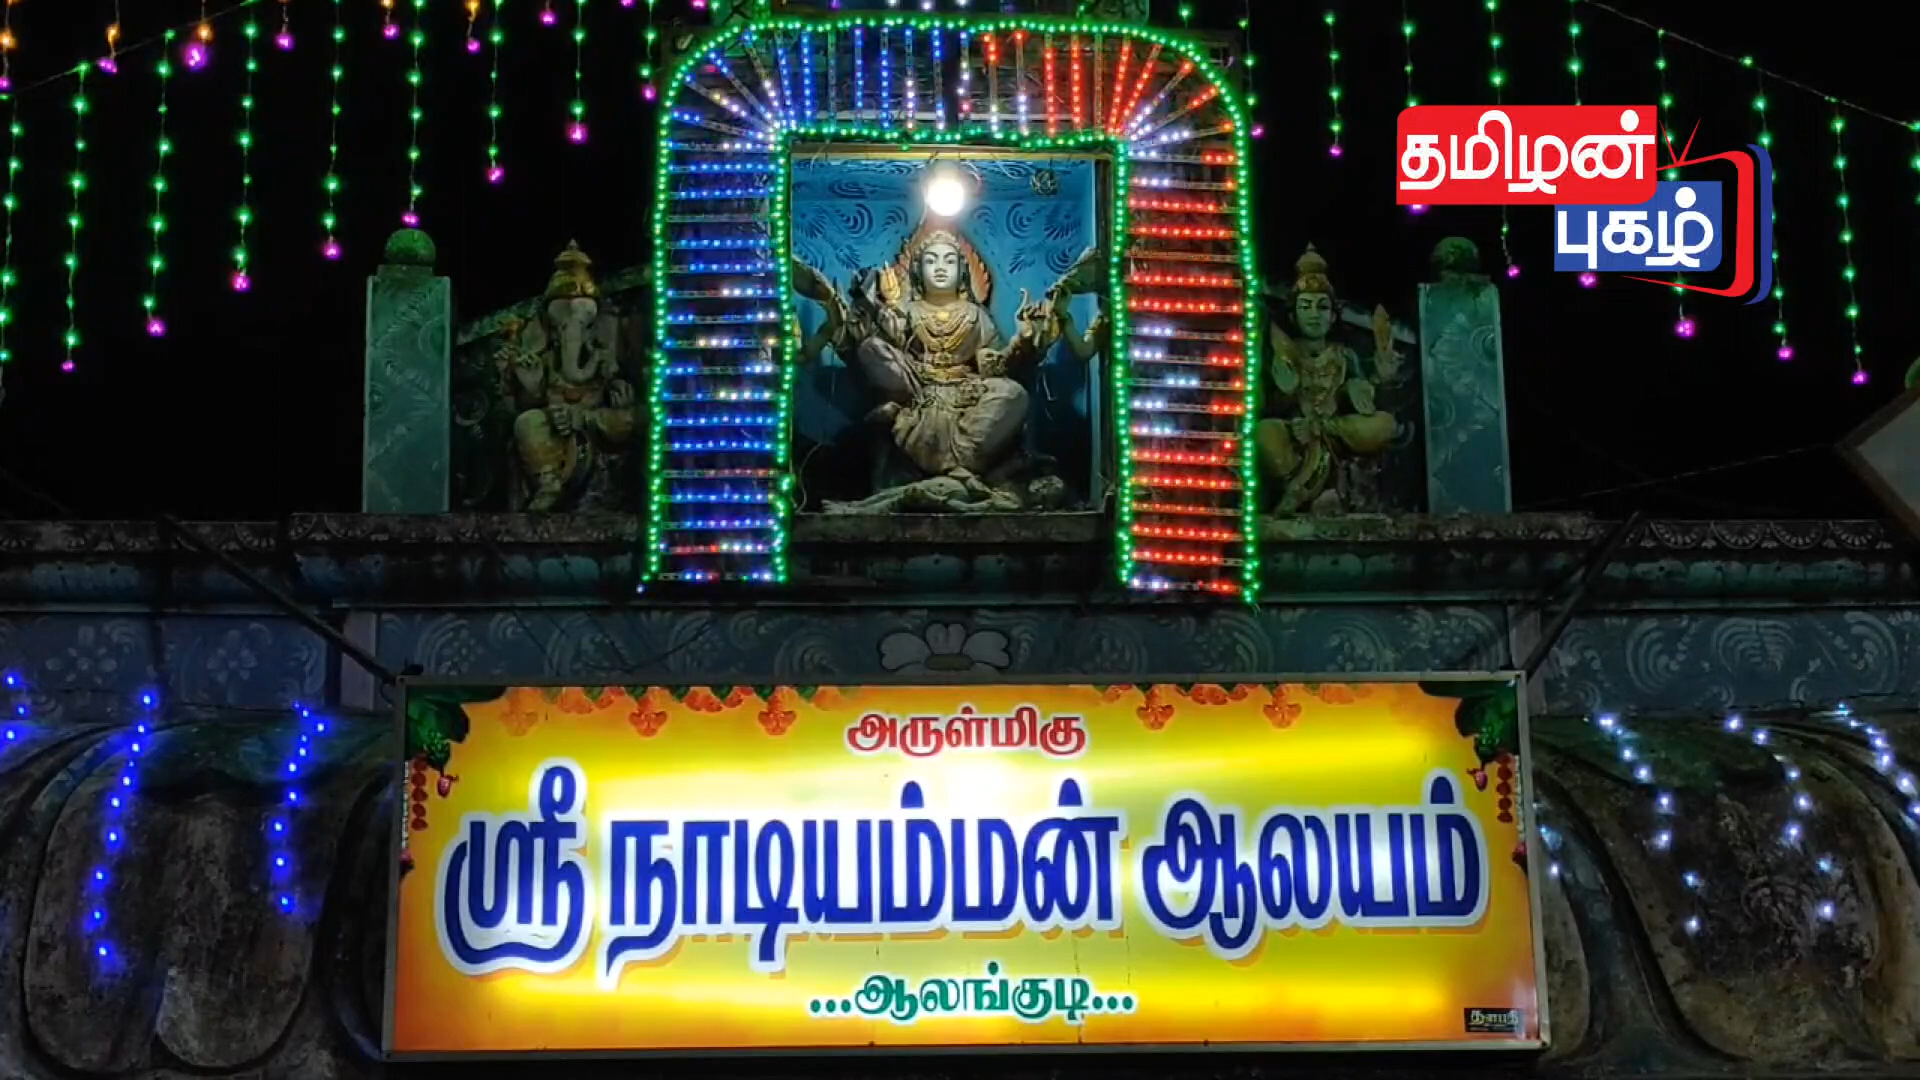 தமிழன்
புகழ்
அருள்மிகு
ஸ்ரீ நாடியம்மன் ஆலயம்
...ஆலங்குடி...